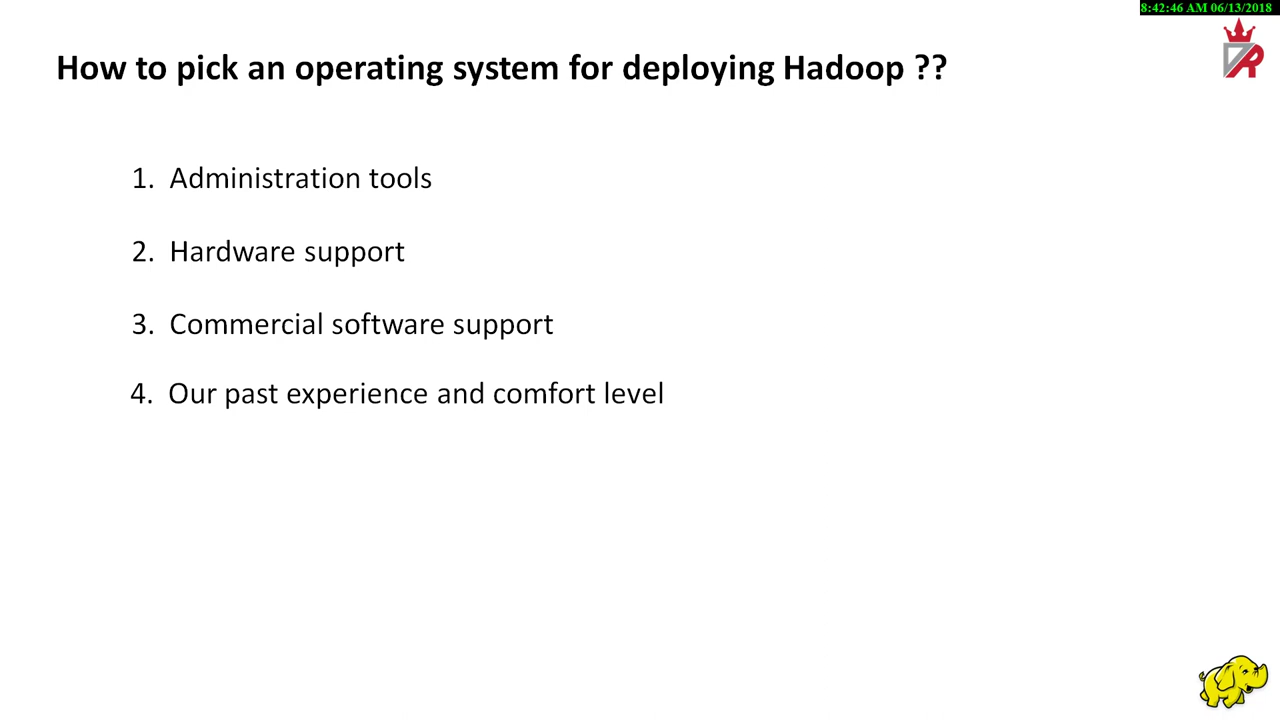 8:42:46 AM 06/13/2018
How to pick an operating system for deploying Hadoop ??
1. Administration tools
2. Hardware support
3. Commercial software support
4. Our past experience and comfort level